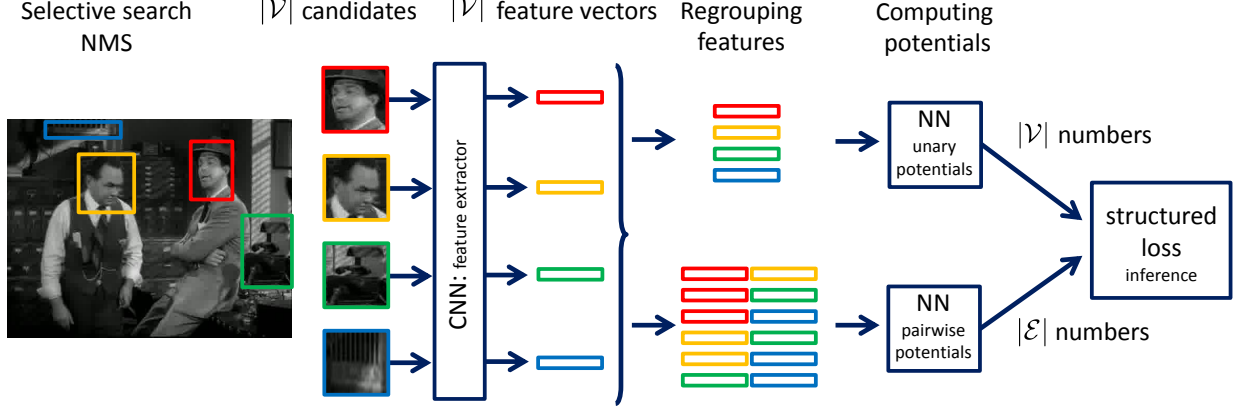 Selective search
NMS
|𝒱| candidates
|𝒱| feature vectors
Regrouping
features
Computing
potentials
CNN: feature extractor
NN
unary
potentials
|𝒱| numbers
structured
loss
inference
NN
pairwise
potentials
|ℰ| numbers